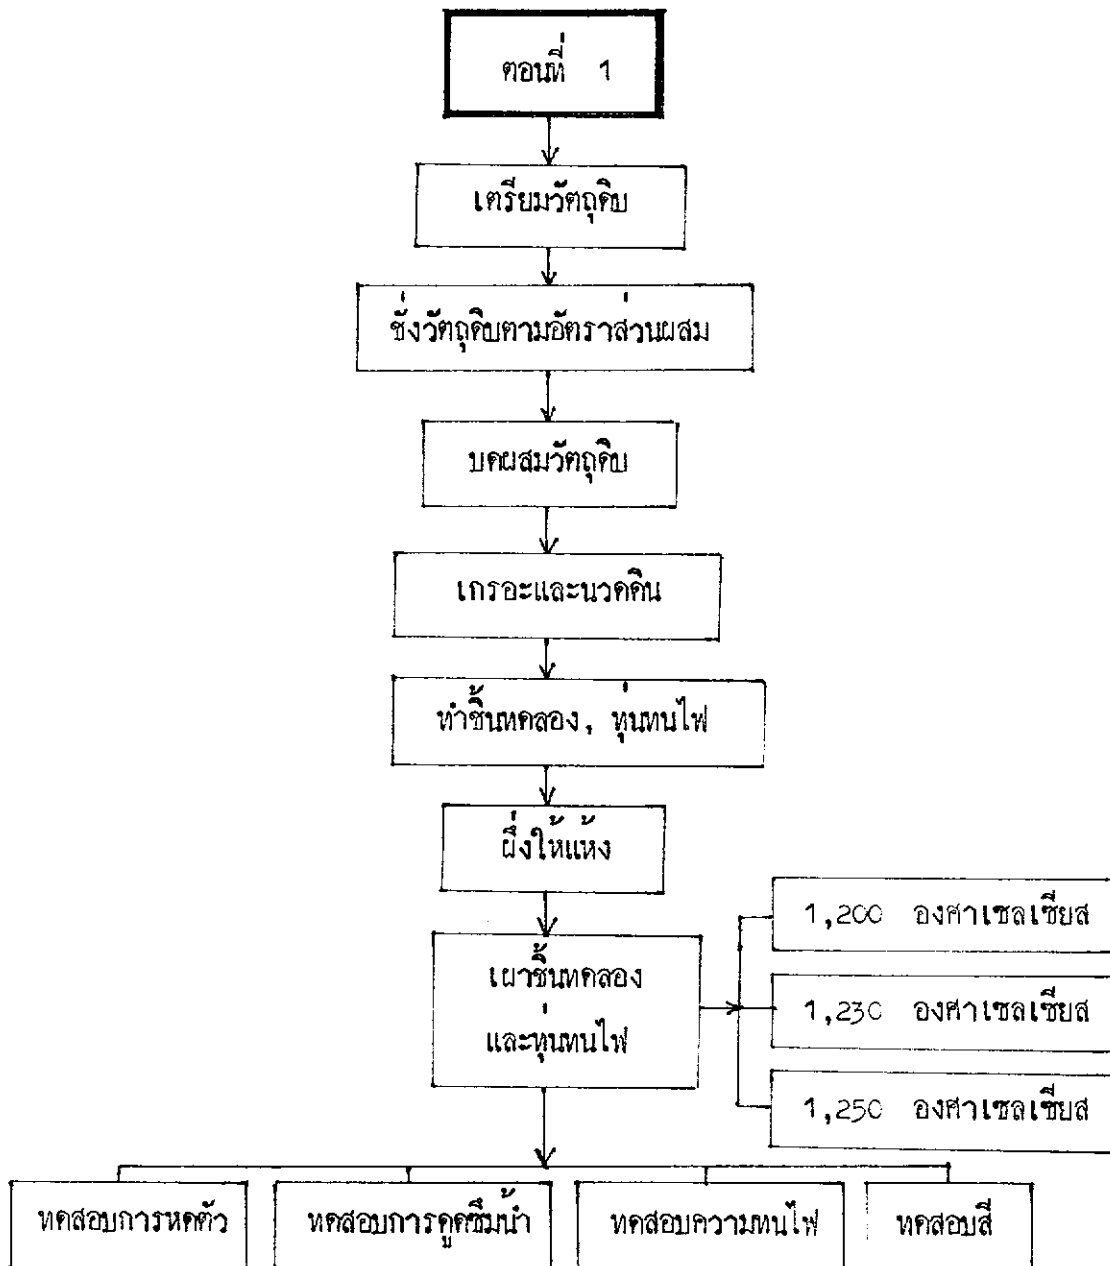 ตอนที่ 1
เตรียมวัตถุดิบ
ชั่งวัตถุดิบตามอัตราส่วนผสม
บดผสมวัตถุดิบ
เกรอะและนวดดิน
ทำชิ้นทดลอง, หุ่นทนไฟ
ผึ่งให้แห้ง
เผาชิ้นทดลอง
และหุ่นทนไฟ
1,200 องศาเซลเซียส
1,230 องศาเซลเซียส
1,250 องศาเซลเซียส
ทดสอบการหดตัว
ทดสอบการดูดซึมน้ำ
ทดสอบความทนไฟ
ทดสอบสี